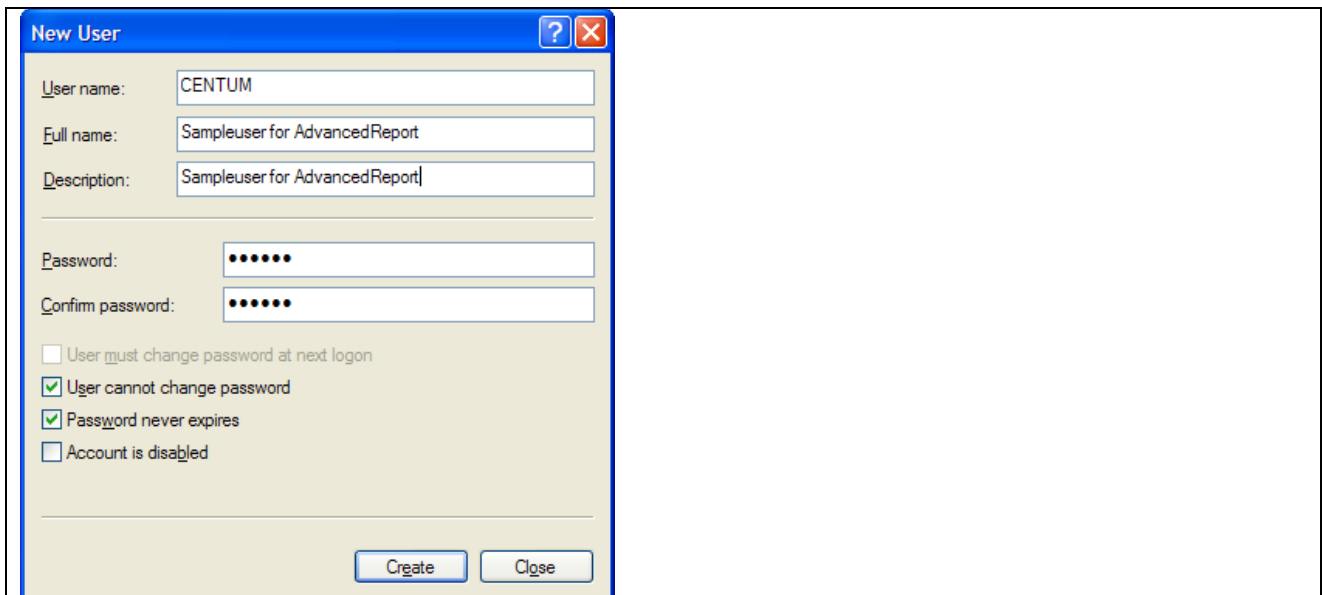 New User
User name: CENTUM
Full name: Sampleuser for AdvancedReport
Description: Sampleuser for AdvancedReport
Password: ••••••
Confirm password: ••••••
User must change password at next logon
User cannot change password
Password never expires
Account is disabled
Create Close